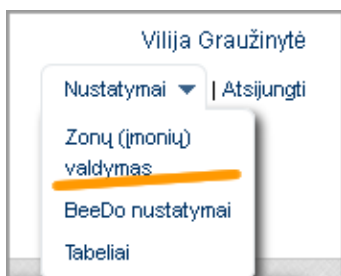 Vilija Graužinytė
Nustatymai | Atsijungti
Zonų (įmonių)
valdymas
BeeDo nustatymai
Tabeliai